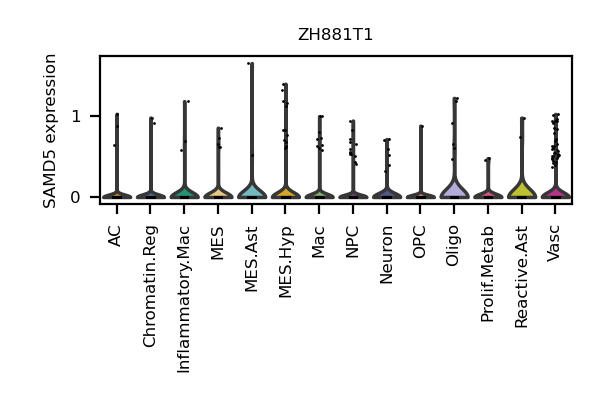 ZH881T1
SAMD5 expression
1
0
AC
Chromatin.Reg
Inflammatory.Mac
MES
MES.Ast
MES.Hyp
Mac
NPC
Neuron
OPC
Oligo
Prolif.Metab
Reactive.Ast
Vasc